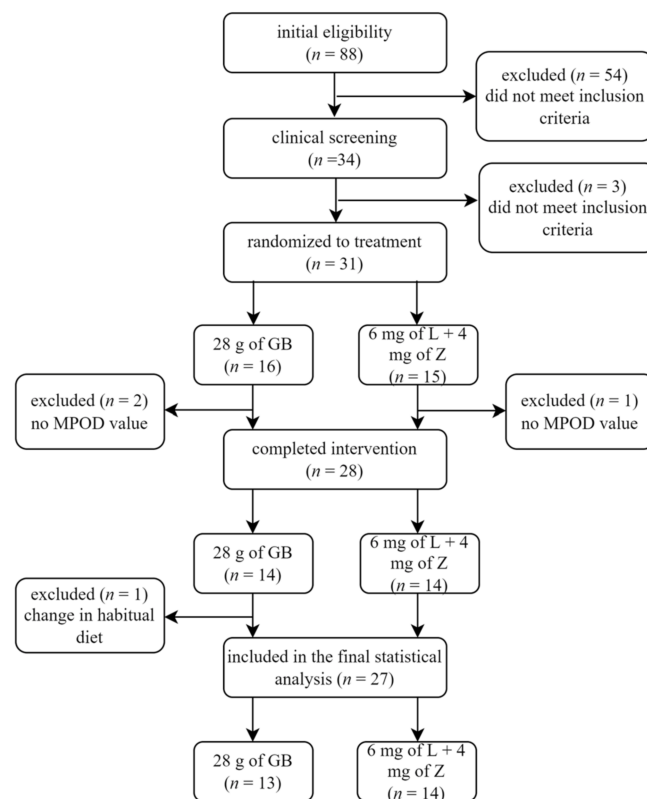 initial eligibility
(n = 88)
excluded (n = 54)
did not meet inclusion
criteria
clinical screening
(n =34)
excluded (n = 3)
did not meet inclusion
criteria
randomized to treatment
(n = 31)
28 g of GB
(n = 16)
6 mg of L + 4
mg of Z
(n = 15)
excluded (n = 2)
no MPOD value
excluded (n = 1)
no MPOD value
completed intervention
(n = 28)
28 g of GB
(n = 14)
6 mg of L + 4
mg of Z
(n = 14)
excluded (n = 1)
change in habitual
diet
included in the final statistical
analysis (n = 27)
28 g of GB
(n = 13)
6 mg of L + 4
mg of Z
(n = 14)